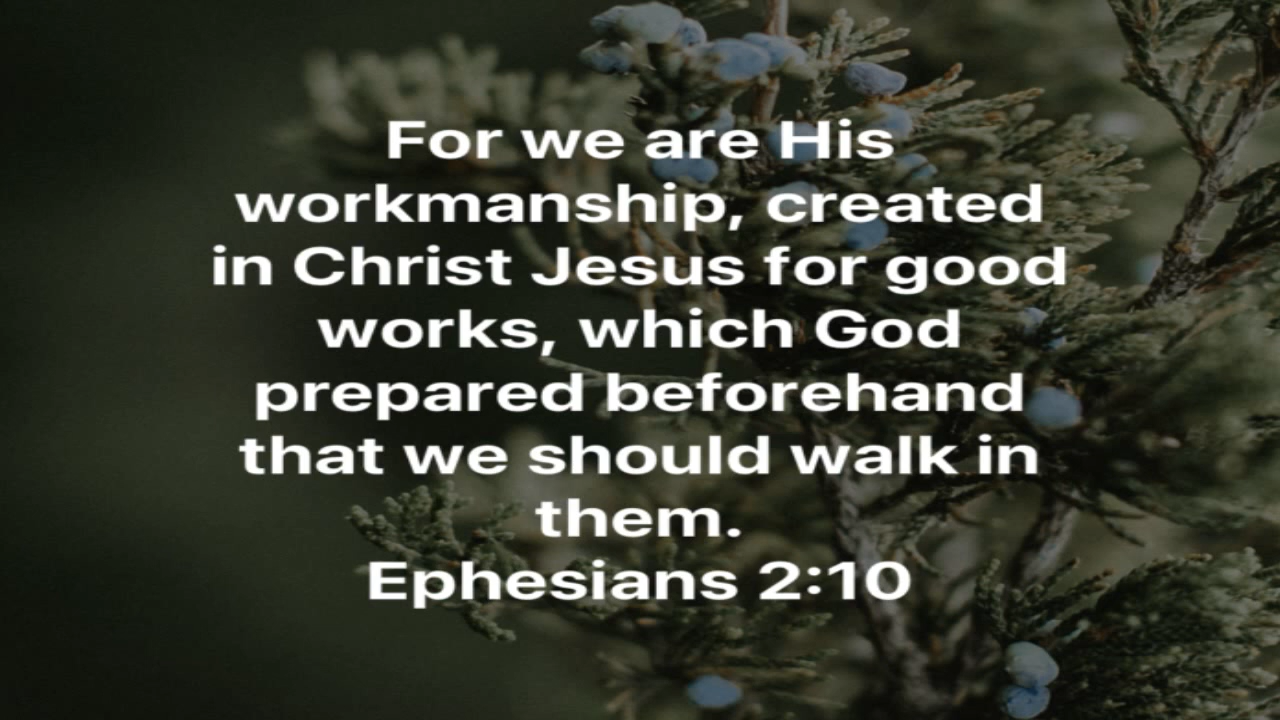 For we are His
workmanship, created
in Christ Jesus for good
works, which God
prepared beforehand
that we should walk in
them.
Ephesians 2:10